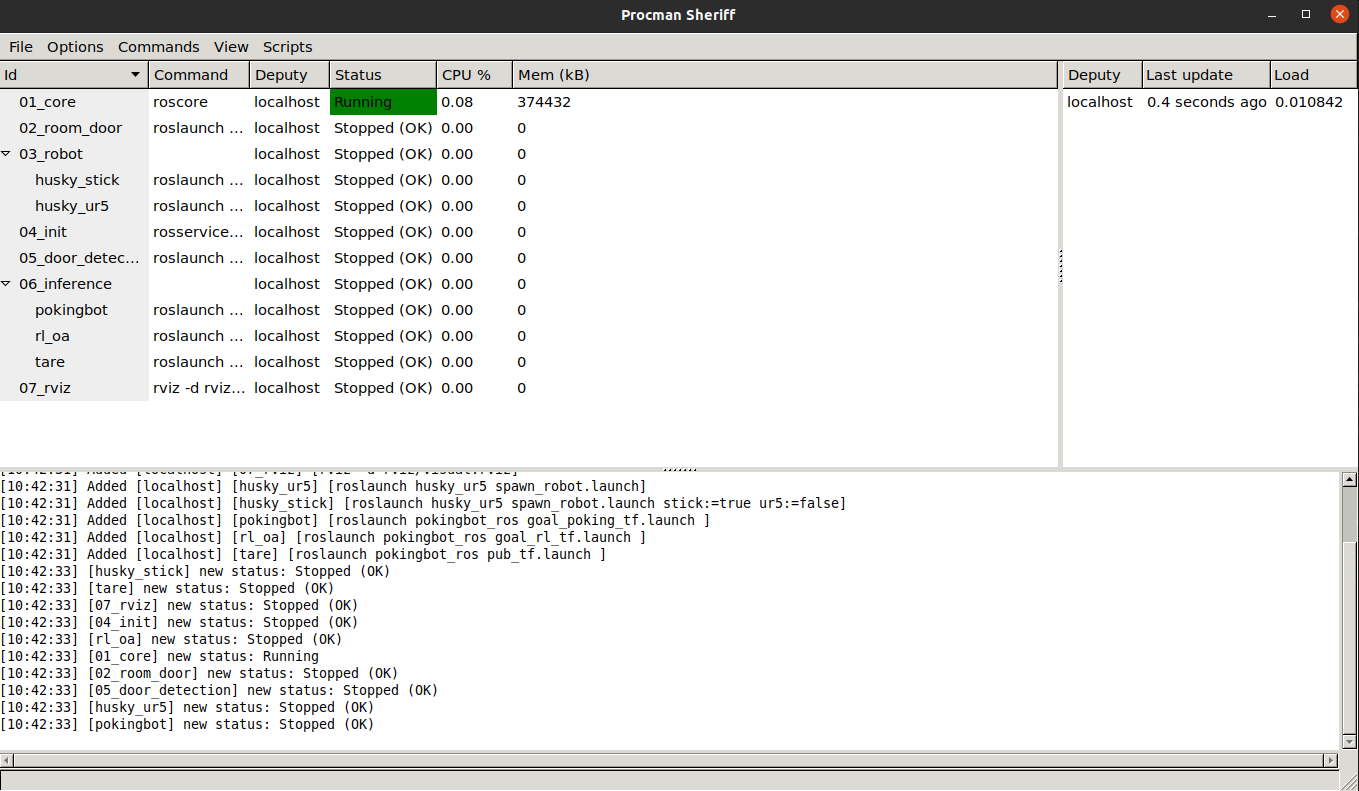 Procman Sheriff
File Options Commands View Scripts
Id Command Deputy Status CPU % Mem (kB) Deputy Last update Load
01_core roscore localhost Running 0.08 374432 localhost 0.4 seconds ago 0.010842
02_room_door roslaunch ... localhost Stopped (OK) 0.00 0
03_robot localhost Stopped (OK) 0.00 0
husky_stick roslaunch ... localhost Stopped (OK) 0.00 0
husky_ur5 roslaunch ... localhost Stopped (OK) 0.00 0
04_init rosservice... localhost Stopped (OK) 0.00 0
05_door_detec... roslaunch ... localhost Stopped (OK) 0.00 0
06_inference localhost Stopped (OK) 0.00 0
pokingbot roslaunch ... localhost Stopped (OK) 0.00 0
rl_oa roslaunch ... localhost Stopped (OK) 0.00 0
tare roslaunch ... localhost Stopped (OK) 0.00 0
07_rviz rviz -d rviz... localhost Stopped (OK) 0.00 0
[10:42:31] Added [localhost] [07_rviz] [rviz -d rviz/visual.rviz]
[10:42:31] Added [localhost] [husky_ur5] [roslaunch husky_ur5 spawn_robot.launch]
[10:42:31] Added [localhost] [husky_stick] [roslaunch husky_ur5 spawn_robot.launch stick:=true ur5:=false]
[10:42:31] Added [localhost] [pokingbot] [roslaunch pokingbot_ros goal_poking_tf.launch ]
[10:42:31] Added [localhost] [rl_oa] [roslaunch pokingbot_ros goal_rl_tf.launch ]
[10:42:31] Added [localhost] [tare] [roslaunch pokingbot_ros pub_tf.launch ]
[10:42:33] [husky_stick] new status: Stopped (OK)
[10:42:33] [tare] new status: Stopped (OK)
[10:42:33] [07_rviz] new status: Stopped (OK)
[10:42:33] [04_init] new status: Stopped (OK)
[10:42:33] [rl_oa] new status: Stopped (OK)
[10:42:33] [01_core] new status: Running
[10:42:33] [02_room_door] new status: Stopped (OK)
[10:42:33] [05_door_detection] new status: Stopped (OK)
[10:42:33] [husky_ur5] new status: Stopped (OK)
[10:42:33] [pokingbot] new status: Stopped (OK)